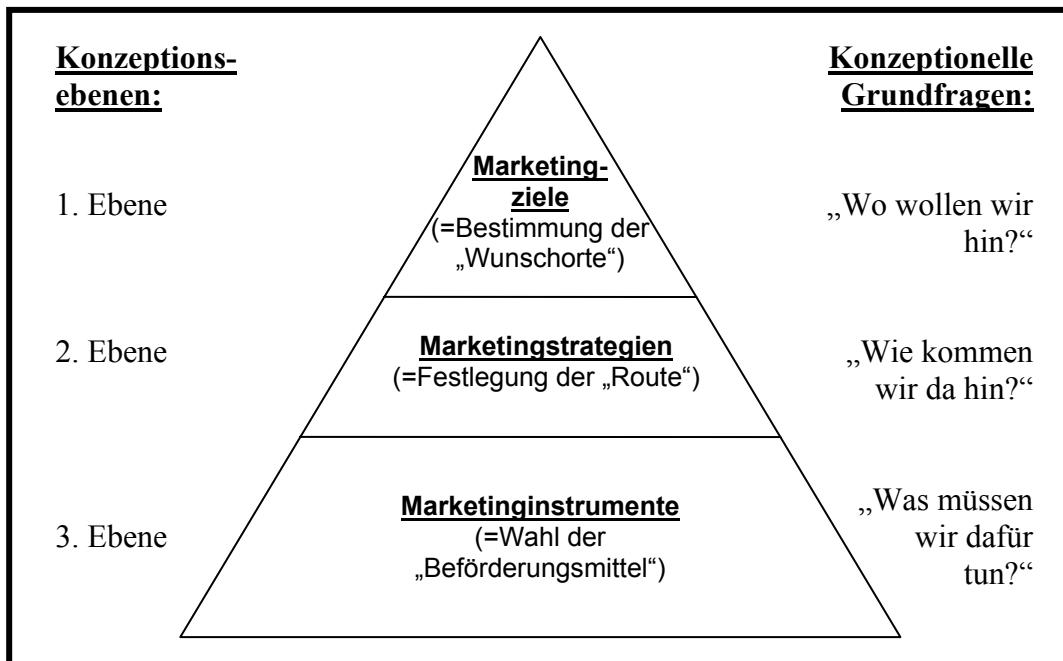 Konzeptions-
ebenen:
Konzeptionelle
Grundfragen:
1. Ebene
Marketing-
ziele
(=Bestimmung der
„Wunschorte“)
„Wo wollen wir
hin?“
2. Ebene
Marketingstrategien
(=Festlegung der „Route“)
„Wie kommen
wir da hin?“
3. Ebene
Marketinginstrumente
(=Wahl der
„Beförderungsmittel“)
„Was müssen
wir dafür
tun?“